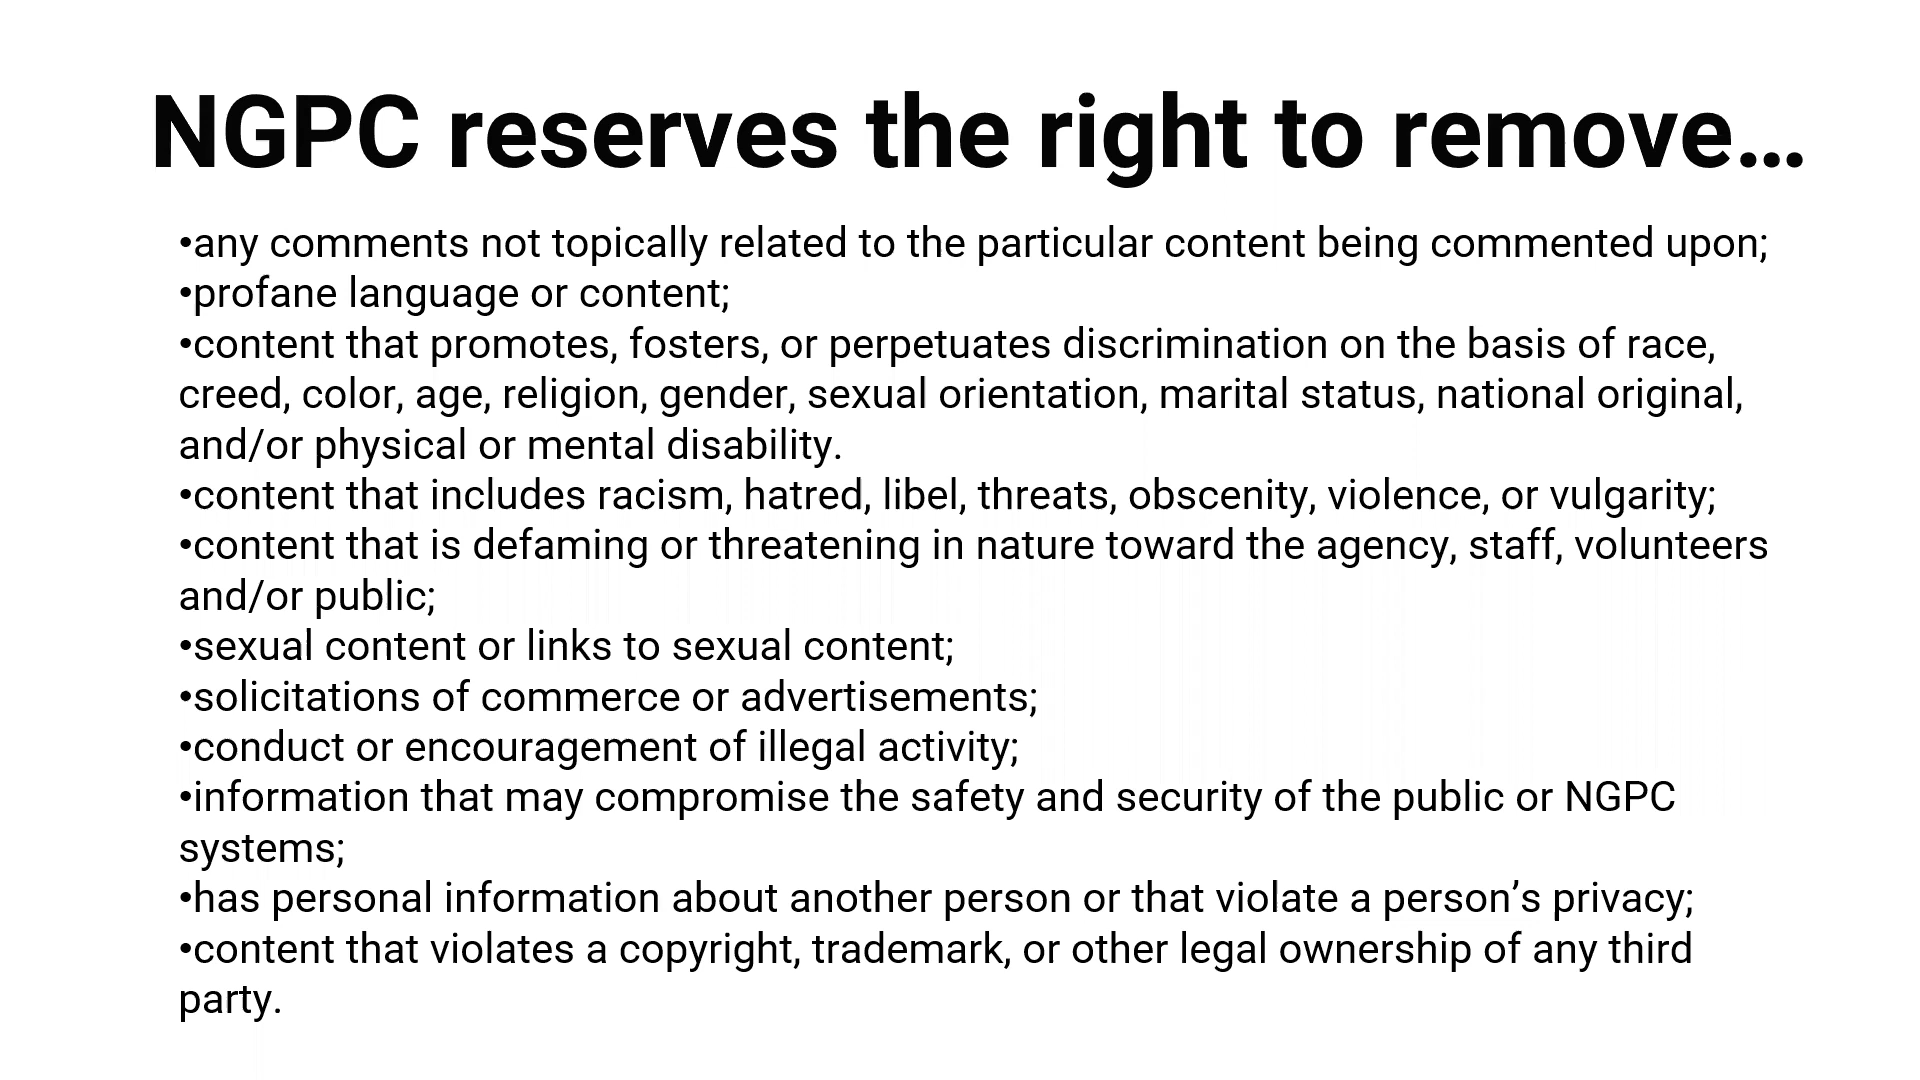 NGPC reserves the right to remove…
•any comments not topically related to the particular content being commented upon;
•profane language or content;
•content that promotes, fosters, or perpetuates discrimination on the basis of race,
creed, color, age, religion, gender, sexual orientation, marital status, national original,
and/or physical or mental disability.
•content that includes racism, hatred, libel, threats, obscenity, violence, or vulgarity;
•content that is defaming or threatening in nature toward the agency, staff, volunteers
and/or public;
•sexual content or links to sexual content;
•solicitations of commerce or advertisements;
•conduct or encouragement of illegal activity;
•information that may compromise the safety and security of the public or NGPC
systems;
•has personal information about another person or that violate a person’s privacy;
•content that violates a copyright, trademark, or other legal ownership of any third
party.